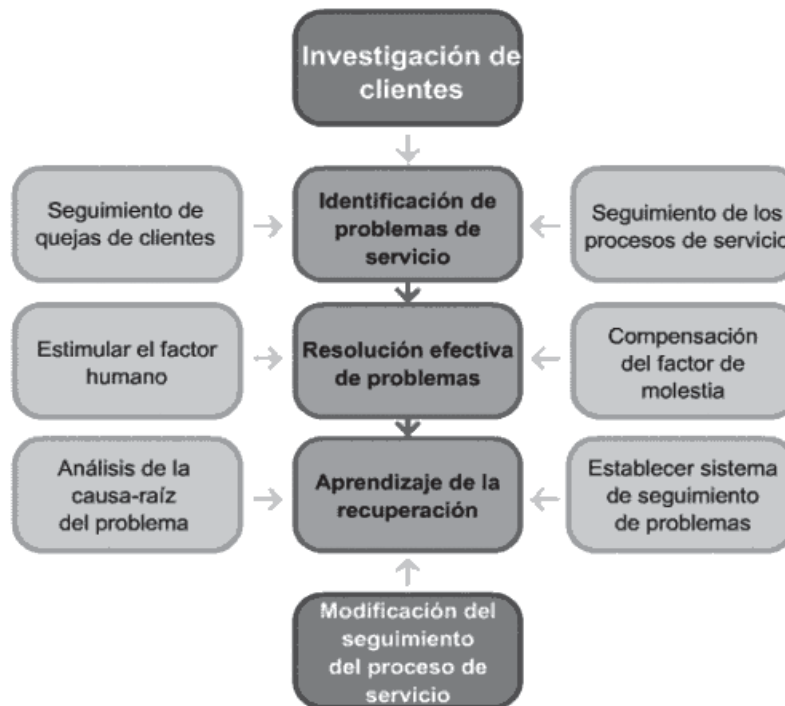 Investigación de
clientes
Seguimiento de
quejas de clientes
Identificación de
problemas de
servicio
Seguimiento de los
procesos de servicio
Estimular el factor
humano
Resolución efectiva
de problemas
Compensación
del factor de
molestia
Análisis de la
causa-raíz
del problema
Aprendizaje de la
recuperación
Establecer sistema
de seguimiento
de problemas
Modificación del
seguimiento
del proceso de
servicio